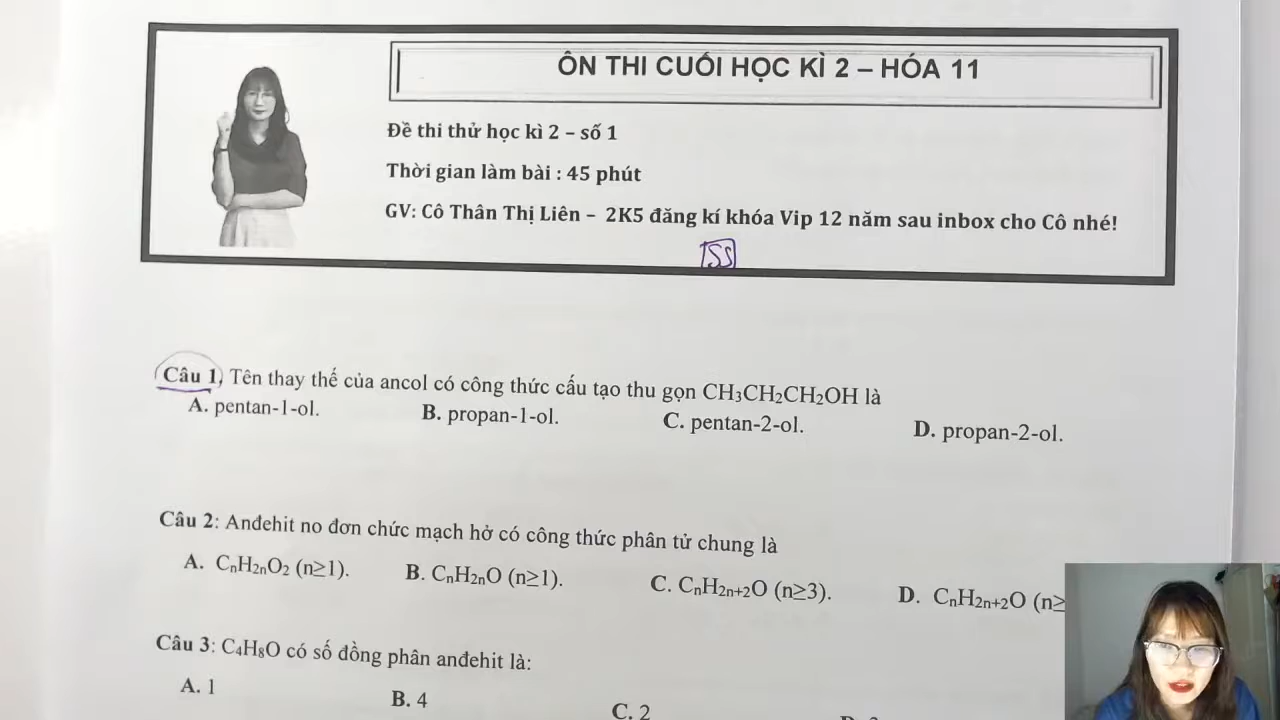 ÔN THI CUỐI HỌC KÌ 2 – HÓA 11
Đề thi thử học kì 2 – số 1
Thời gian làm bài : 45 phút
GV: Cô Thân Thị Liên – 2K5 đăng kí khóa Vip 12 năm sau inbox cho Cô nhé!
Câu 1, Tên thay thế của ancol có công thức cấu tạo thu gọn CH₃CH₂CH₂OH là
A. pentan-1-ol. B. propan-1-ol. C. pentan-2-ol. D. propan-2-ol.
Câu 2: Anđehit no đơn chức mạch hở có công thức phân tử chung là
A. CₙH₂ₙO₂ (n≥1). B. CₙH₂ₙO (n≥1). C. CₙH₂ₙ₊₂O (n≥3). D. CₙH₂ₙ₊₂O (n≥
Câu 3: C₄H₈O có số đồng phân anđehit là:
A. 1 B. 4 C. 2